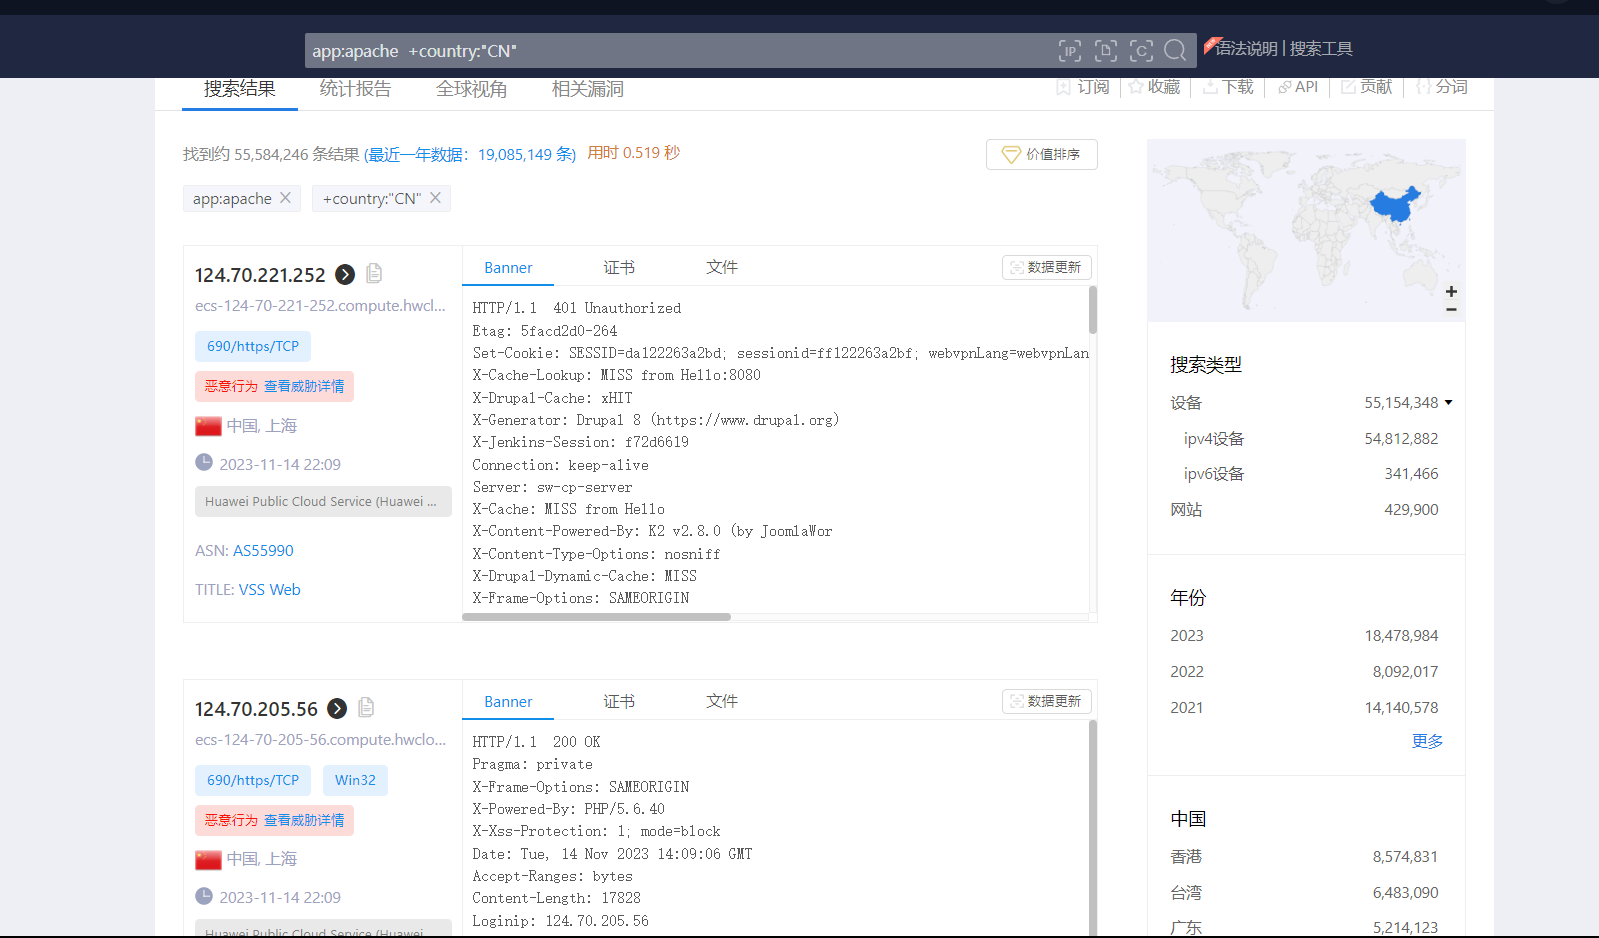 app:apache +country:"CN"
语法说明 | 搜索工具
搜索结果 统计报告 全球视角 相关漏洞
订阅 收藏 下载 API 贡献 分词
找到约 55,584,246 条结果 (最近一年数据：19,085,149 条) 用时 0.519 秒
价值排序
app:apache +country:"CN"
124.70.221.252
ecs-124-70-221-252.compute.hwcl...
690/https/TCP
恶意行为 查看威胁详情
中国, 上海
2023-11-14 22:09
Huawei Public Cloud Service (Huawei ...
ASN: AS55990
TITLE: VSS Web
Banner 证书 文件
数据更新
HTTP/1.1 401 Unauthorized
Etag: 5facd2d0-264
Set-Cookie: SESSID=da122263a2bd; sessionid=ff122263a2bf; webvpnLang=webvpnLan
X-Cache-Lookup: MISS from Hello:8080
X-Drupal-Cache: xHIT
X-Generator: Drupal 8 (https://www.drupal.org)
X-Jenkins-Session: f72d6619
Connection: keep-alive
Server: sw-cp-server
X-Cache: MISS from Hello
X-Content-Powered-By: K2 v2.8.0 (by JoomlaWor
X-Content-Type-Options: nosniff
X-Drupal-Dynamic-Cache: MISS
X-Frame-Options: SAMEORIGIN
124.70.205.56
ecs-124-70-205-56.compute.hwclo...
690/https/TCP Win32
恶意行为 查看威胁详情
中国, 上海
2023-11-14 22:09
Huawei Public Cloud Service (Huawei
Banner 证书 文件
数据更新
HTTP/1.1 200 OK
Pragma: private
X-Frame-Options: SAMEORIGIN
X-Powered-By: PHP/5.6.40
X-Xss-Protection: 1; mode=block
Date: Tue, 14 Nov 2023 14:09:06 GMT
Accept-Ranges: bytes
Content-Length: 17828
Loginip: 124.70.205.56
+
−
搜索类型
设备 55,154,348
ipv4设备 54,812,882
ipv6设备 341,466
网站 429,900
年份
2023 18,478,984
2022 8,092,017
2021 14,140,578
更多
中国
香港 8,574,831
台湾 6,483,090
广东 5,214,123